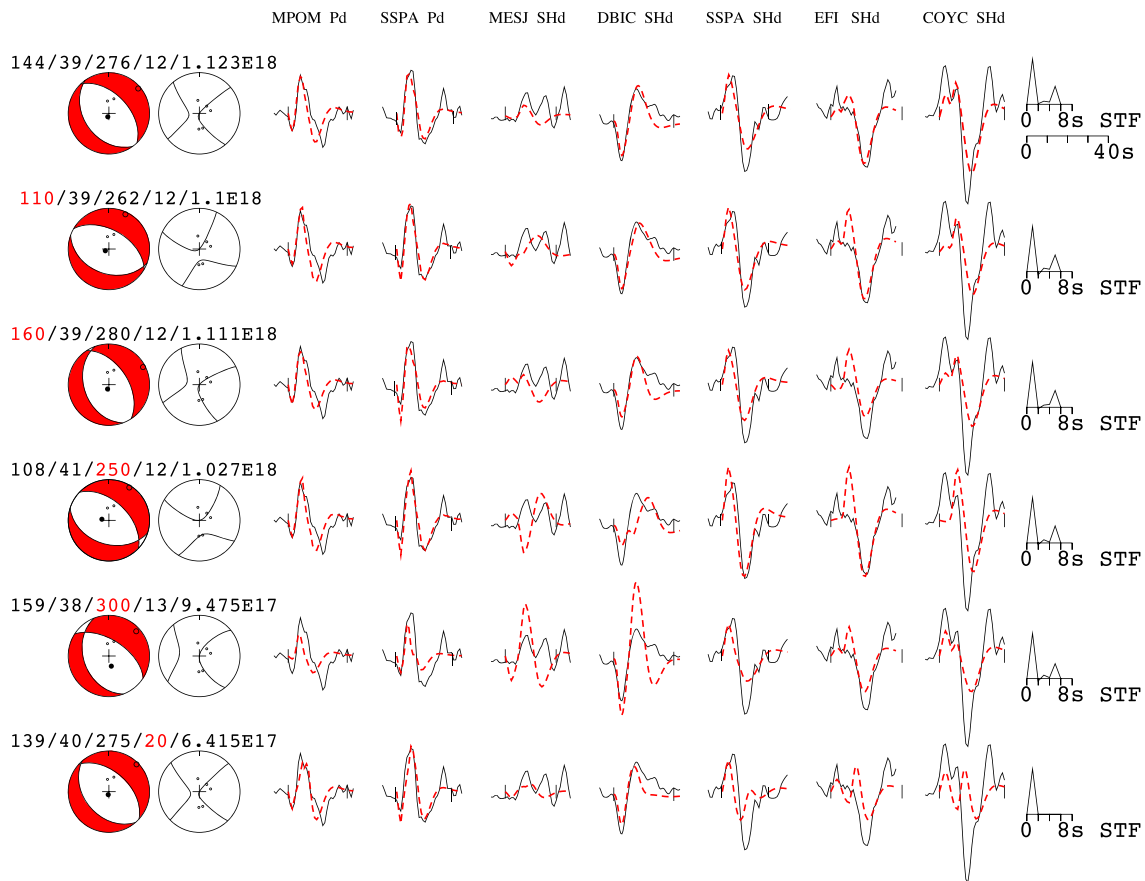 MPOM Pd SSPA Pd MESJ SHd DBIC SHd SSPA SHd EFI SHd COYC SHd
144/39/276/12/1.123E18
0 8s STF
0 40s
110/39/262/12/1.1E18
0 8s STF
160/39/280/12/1.111E18
0 8s STF
108/41/250/12/1.027E18
0 8s STF
159/38/300/13/9.475E17
0 8s STF
139/40/275/20/6.415E17
0 8s STF